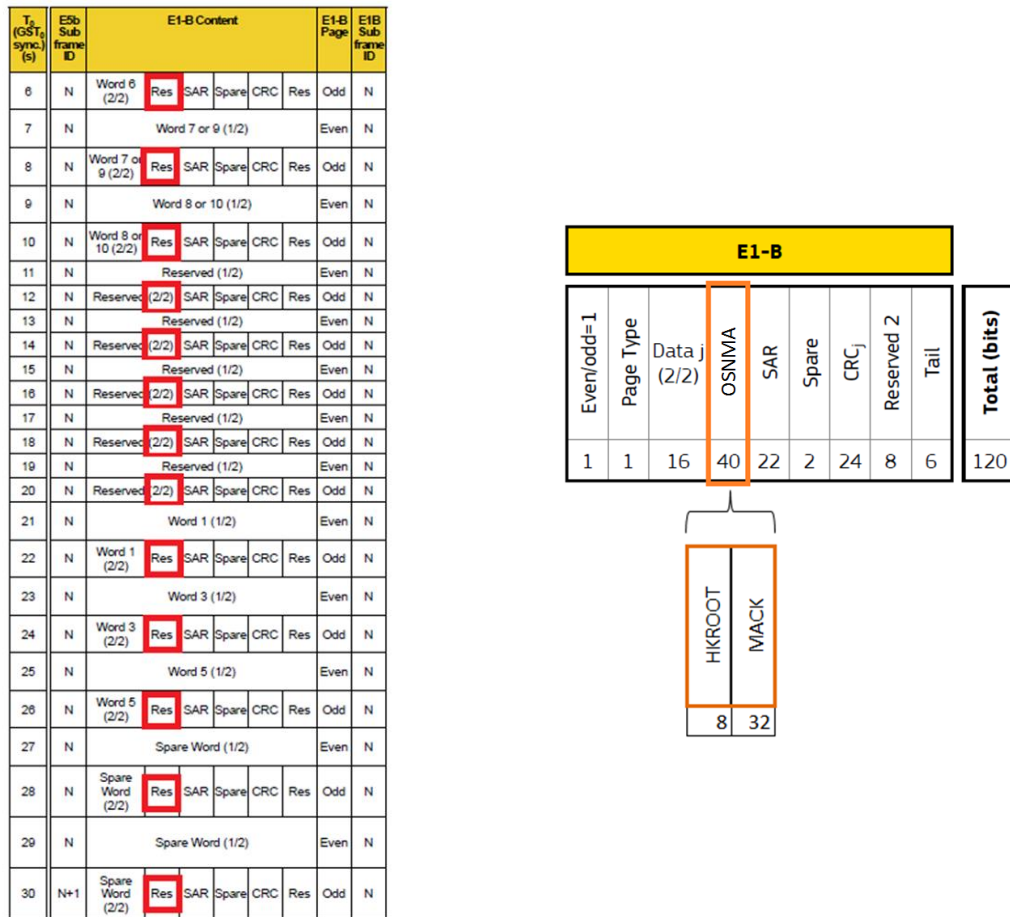 T₀ (GST₀ sync.) (s) E5b Sub frame ID E1-B Content E1-B Page E1B Sub frame ID
6 N Word 6 (2/2) Res SAR Spare CRC Res Odd N
7 N Word 7 or 9 (1/2) Even N
8 N Word 7 or 9 (2/2) Res SAR Spare CRC Res Odd N
9 N Word 8 or 10 (1/2) Even N
10 N Word 8 or 10 (2/2) Res SAR Spare CRC Res Odd N
11 N Reserved (1/2) Even N
12 N Reserved (2/2) SAR Spare CRC Res Odd N
13 N Reserved (1/2) Even N
14 N Reserved (2/2) SAR Spare CRC Res Odd N
15 N Reserved (1/2) Even N
16 N Reserved (2/2) SAR Spare CRC Res Odd N
17 N Reserved (1/2) Even N
18 N Reserved (2/2) SAR Spare CRC Res Odd N
19 N Reserved (1/2) Even N
20 N Reserved (2/2) SAR Spare CRC Res Odd N
21 N Word 1 (1/2) Even N
22 N Word 1 (2/2) Res SAR Spare CRC Res Odd N
23 N Word 3 (1/2) Even N
24 N Word 3 (2/2) Res SAR Spare CRC Res Odd N
25 N Word 5 (1/2) Even N
26 N Word 5 (2/2) Res SAR Spare CRC Res Odd N
27 N Spare Word (1/2) Even N
28 N Spare Word (2/2) Res SAR Spare CRC Res Odd N
29 N Spare Word (1/2) Even N
30 N+1 Spare Word (2/2) Res SAR Spare CRC Res Odd N
E1-B
Even/odd=1 Page Type Data j (2/2) OSNMA SAR Spare CRCj Reserved 2 Tail Total (bits)
1 1 16 40 22 2 24 8 6 120
HKROOT MACK
8 32